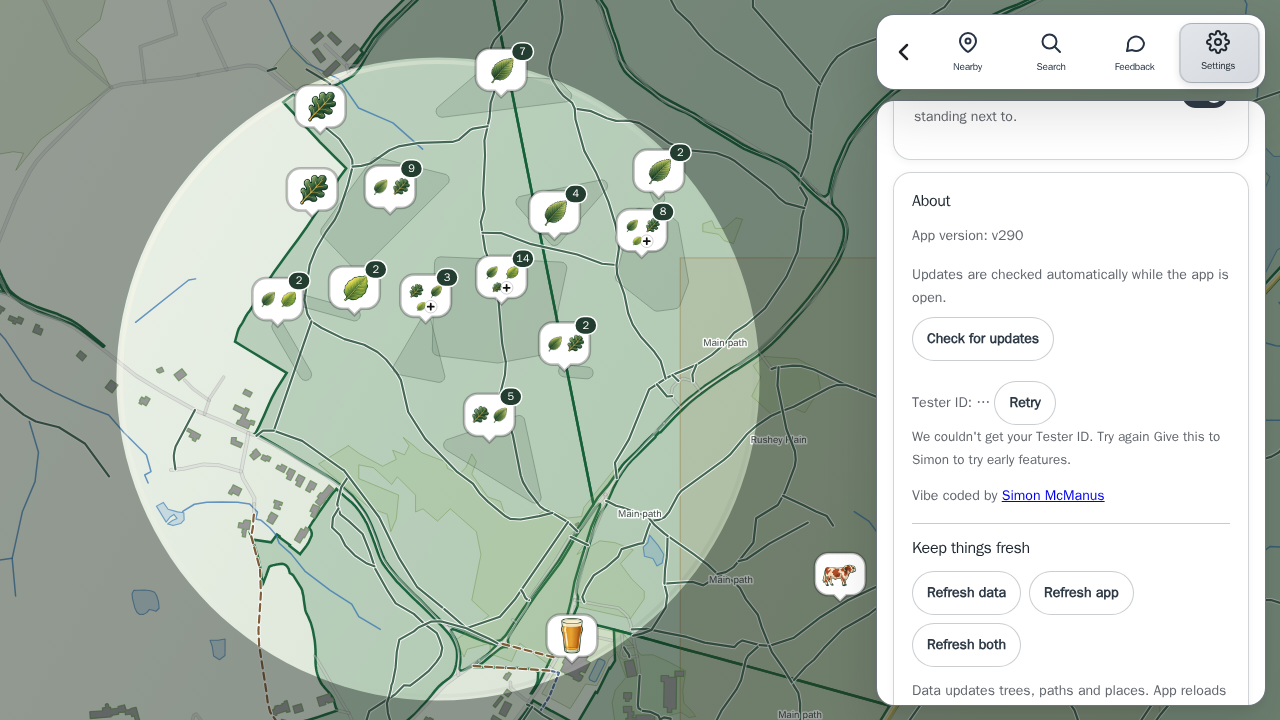 7
9
2
4
8
14
2
2
3
2
5
Main path
Rushey Plain
Main path
Main path
Main path
Nearby
Search
Feedback
Settings
standing next to.
About
App version: v290
Updates are checked automatically while the app is
open.
Check for updates
Tester ID: ··· Retry
We couldn't get your Tester ID. Try again Give this to
Simon to try early features.
Vibe coded by Simon McManus
Keep things fresh
Refresh data Refresh app
Refresh both
Data updates trees, paths and places. App reloads